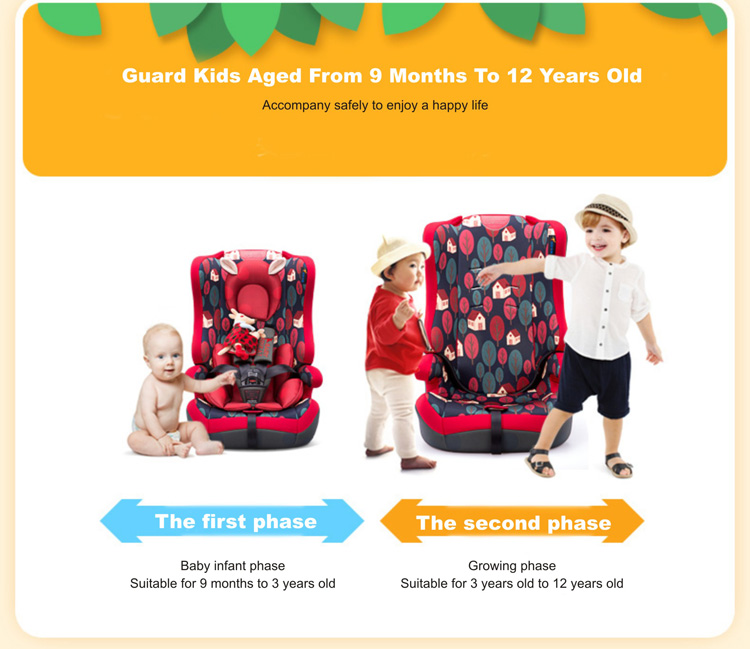 Guard Kids Aged From 9 Months To 12 Years Old
Accompany safely to enjoy a happy life
The first phase
The second phase
Baby infant phase
Suitable for 9 months to 3 years old
Growing phase
Suitable for 3 years old to 12 years old